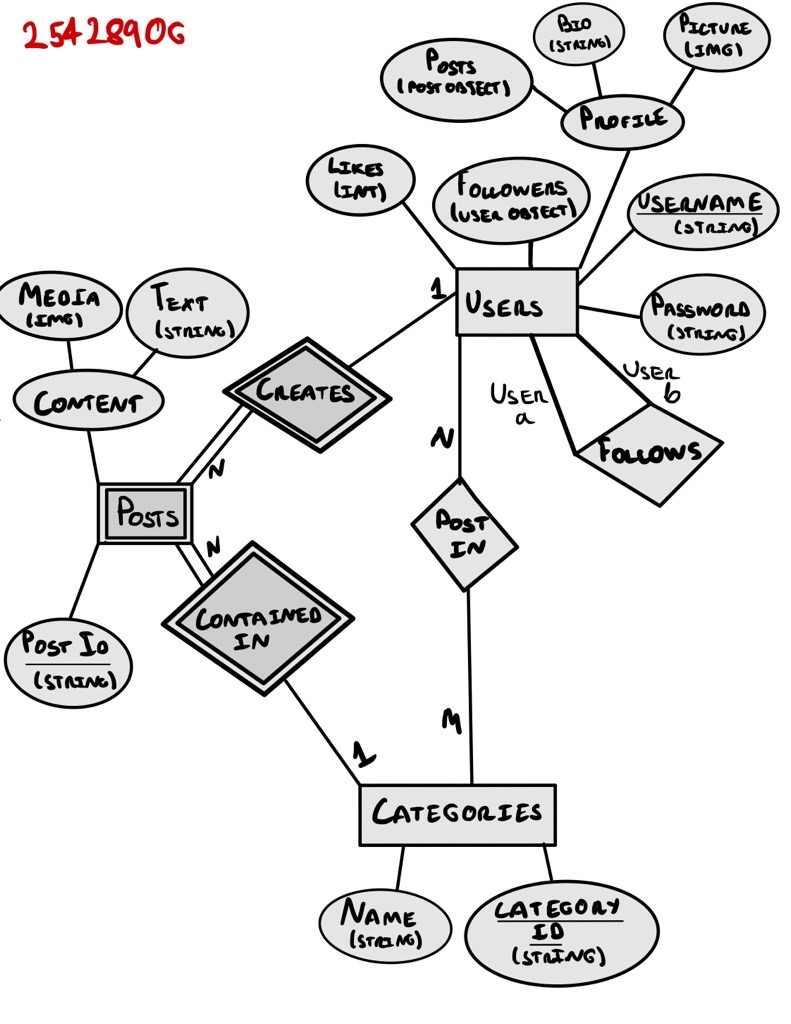 2542890G
BIO
(STRING)
PICTURE
(IMG)
POSTS
(POST OBJECT)
PROFILE
LIKES
(INT)
FOLLOWERS
(USER OBJECT)
USERNAME
(STRING)
MEDIA
(IMG)
TEXT
(STRING)
1
USERS
PASSWORD
(STRING)
CONTENT
CREATES
USER
a
USER
b
N
N
FOLLOWS
POSTS
N
POST
IN
CONTAINED
IN
POST ID
(STRING)
M
1
CATEGORIES
NAME
(STRING)
CATEGORY
ID
(STRING)